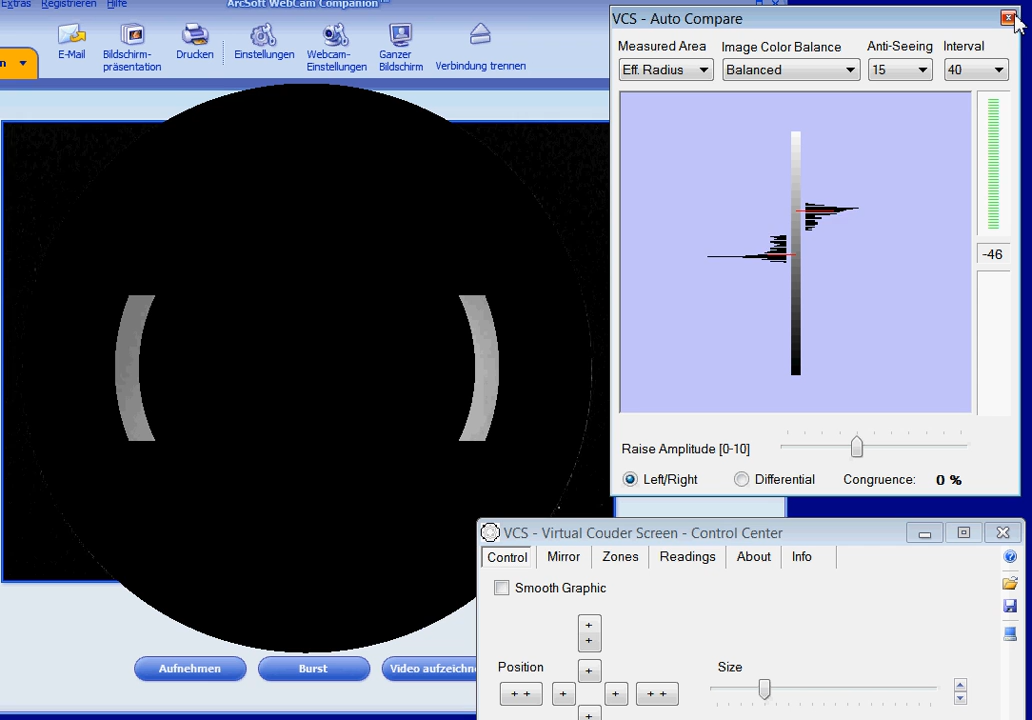 Extras Registrieren Hilfe
ArcSoft WebCam Companion™
n
E-Mail
Bildschirm-
präsentation
Drucken
Einstellungen
Webcam-
Einstellungen
Ganzer
Bildschirm
Verbindung trennen
VCS - Auto Compare
Measured Area Image Color Balance Anti-Seeing Interval
Eff. Radius Balanced 15 40
-46
Raise Amplitude [0-10]
Left/Right Differential Congruence: 0 %
VCS - Virtual Couder Screen - Control Center
Control Mirror Zones Readings About Info
Smooth Graphic
+
+
Position + Size
+ + + + + +
+
Aufnehmen Burst Video aufzeichne